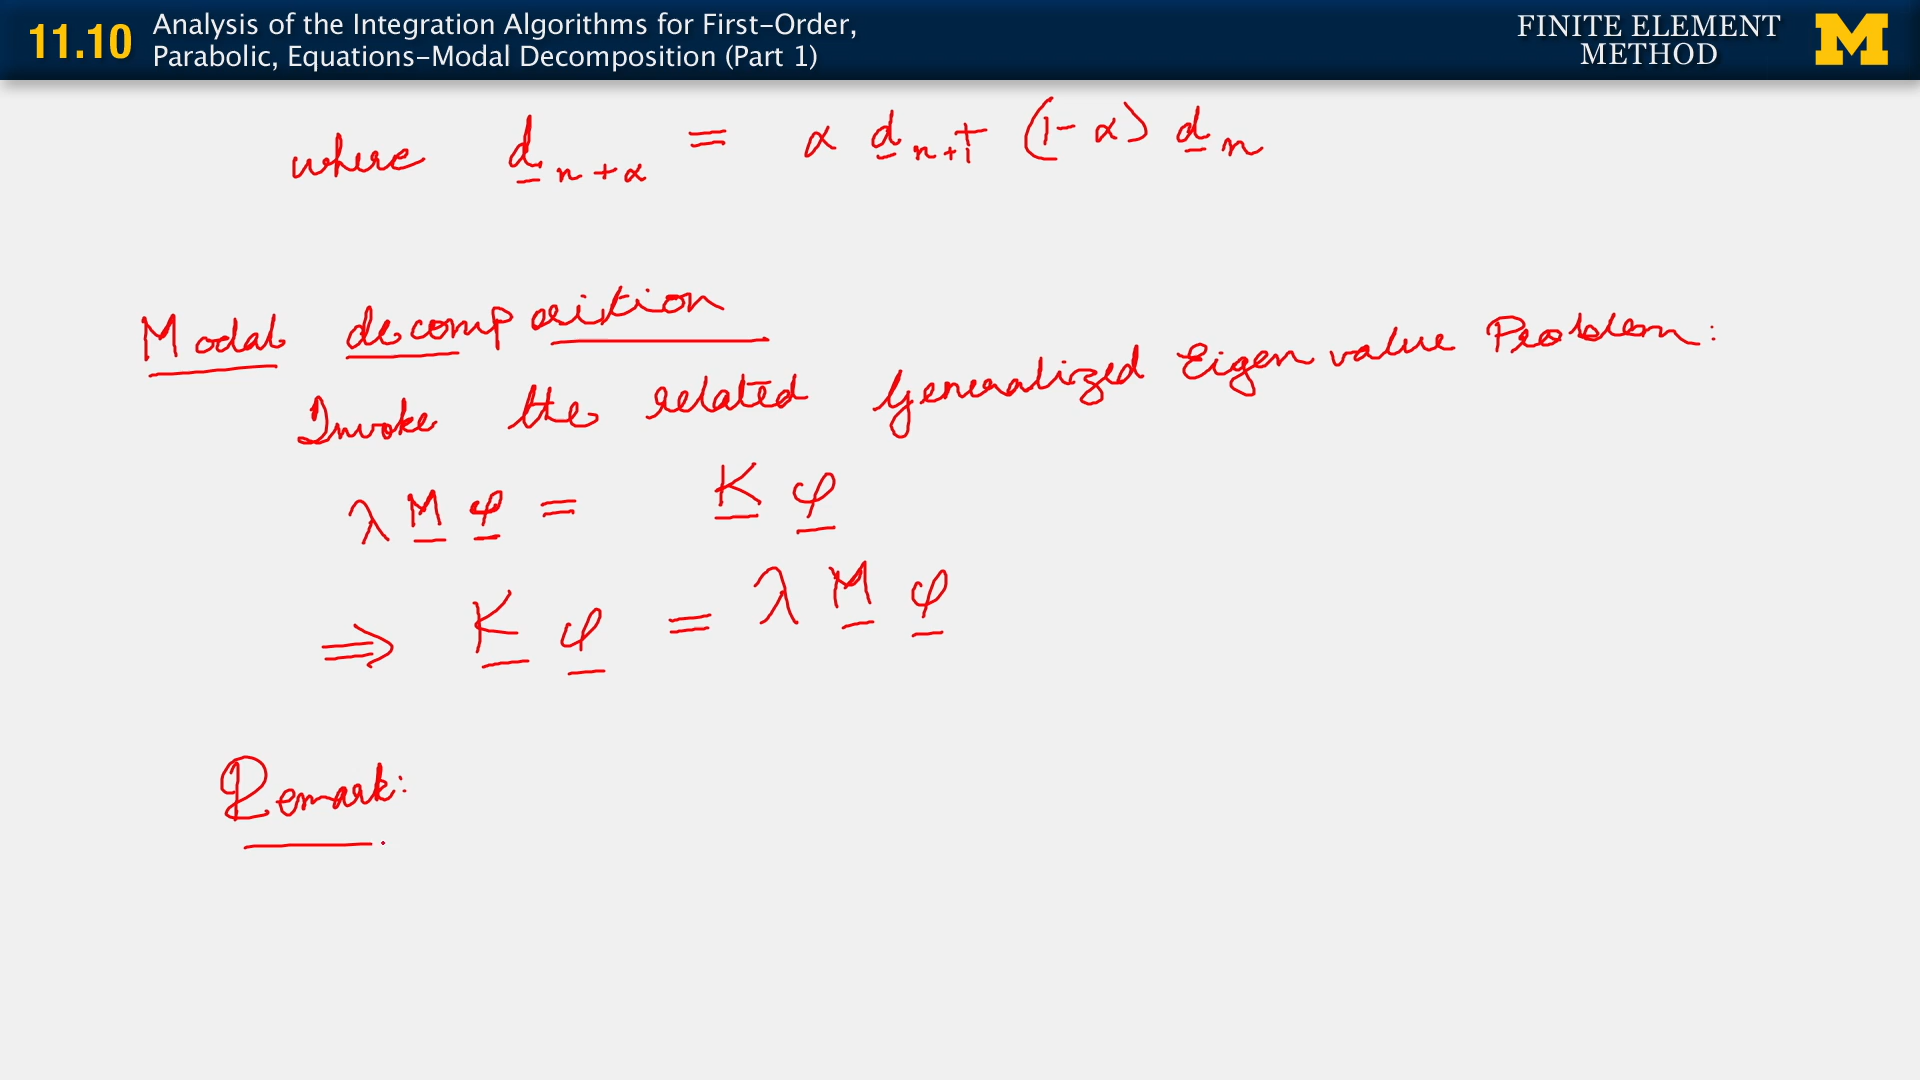 11.10 Analysis of the Integration Algorithms for First-Order,
Parabolic, Equations-Modal Decomposition (Part 1)
FINITE ELEMENT
METHOD
M
where d_{n+α} = α d_{n+1} + (1-α) d_n
Modal decomposition
Invoke the related Generalized Eigen value Problem:
λ M φ = K φ
⇒ K φ = λ M φ
Remark: